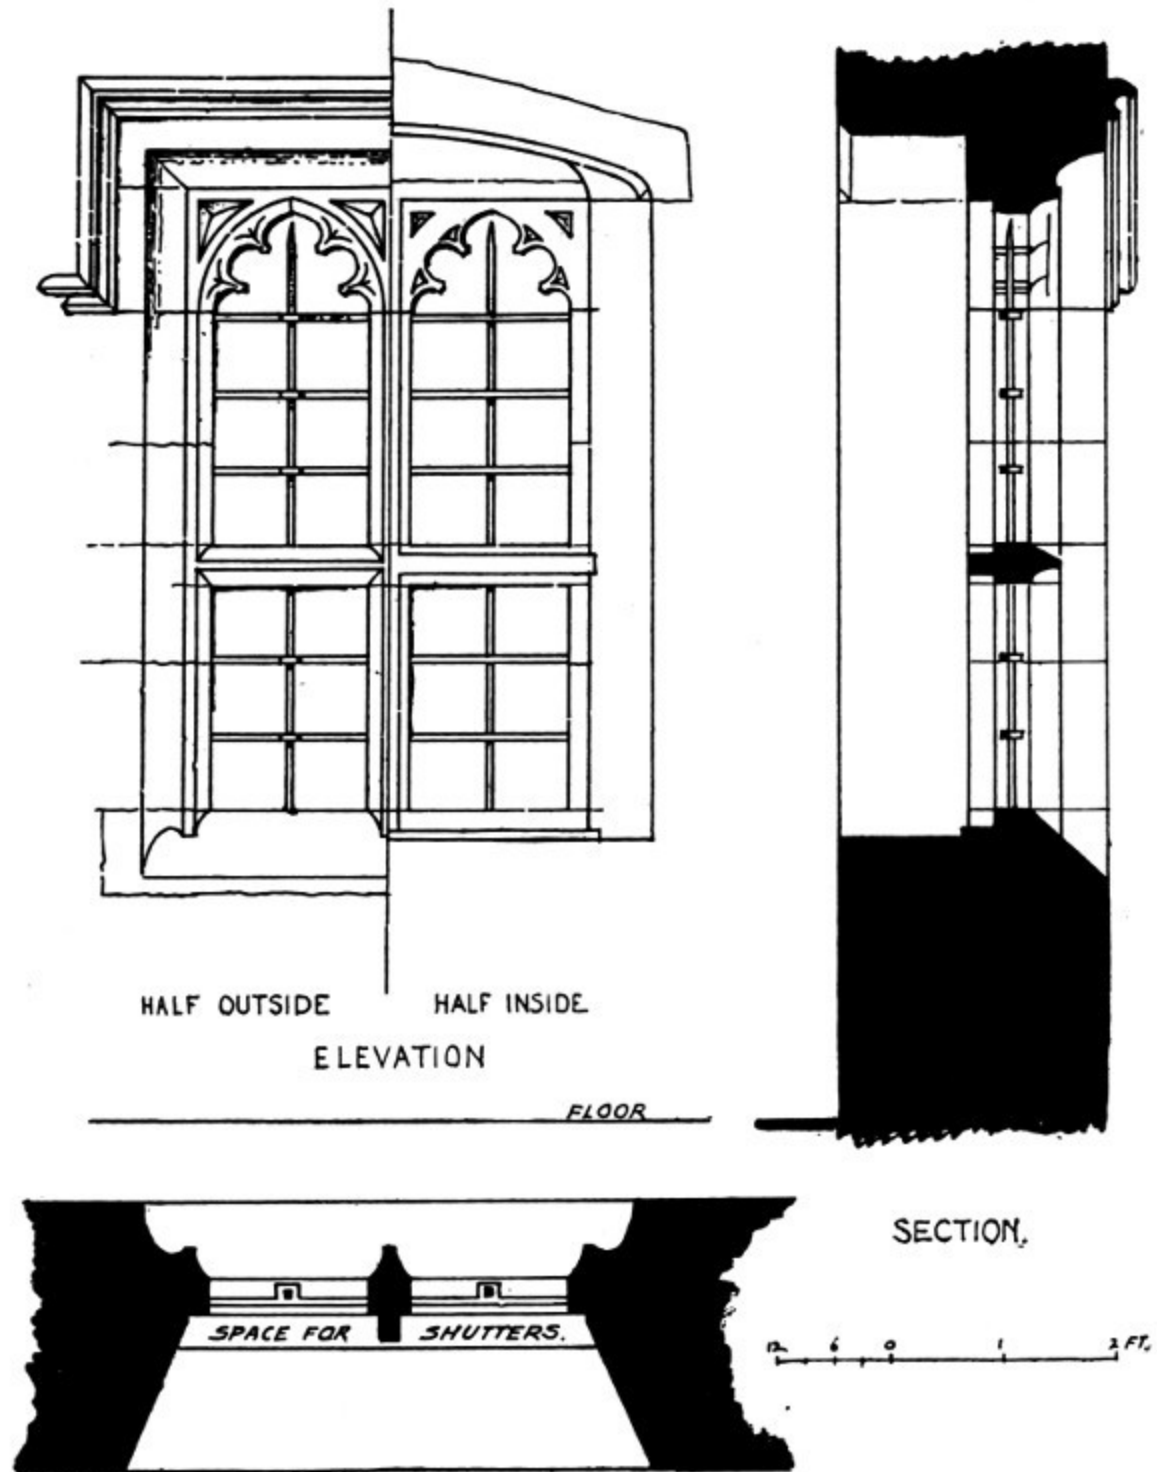 HALF OUTSIDE HALF INSIDE
ELEVATION
FLOOR
SECTION.
SPACE FOR SHUTTERS.
12 6 0 1 2 FT.